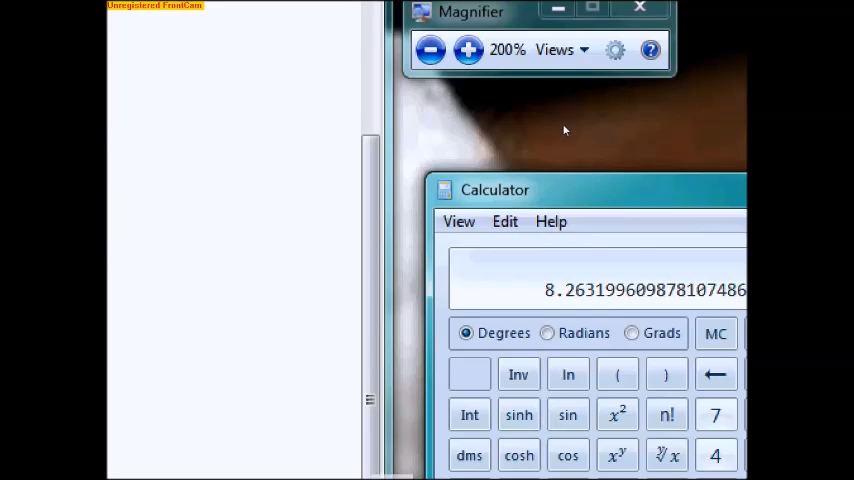 Unregistered FrontCam
Magnifier
200% Views
Calculator
View Edit Help
8.263199609878107486
Degrees Radians Grads MC
Inv ln ( ) ←
Int sinh sin x² n! 7
dms cosh cos xʸ ʸ√x 4